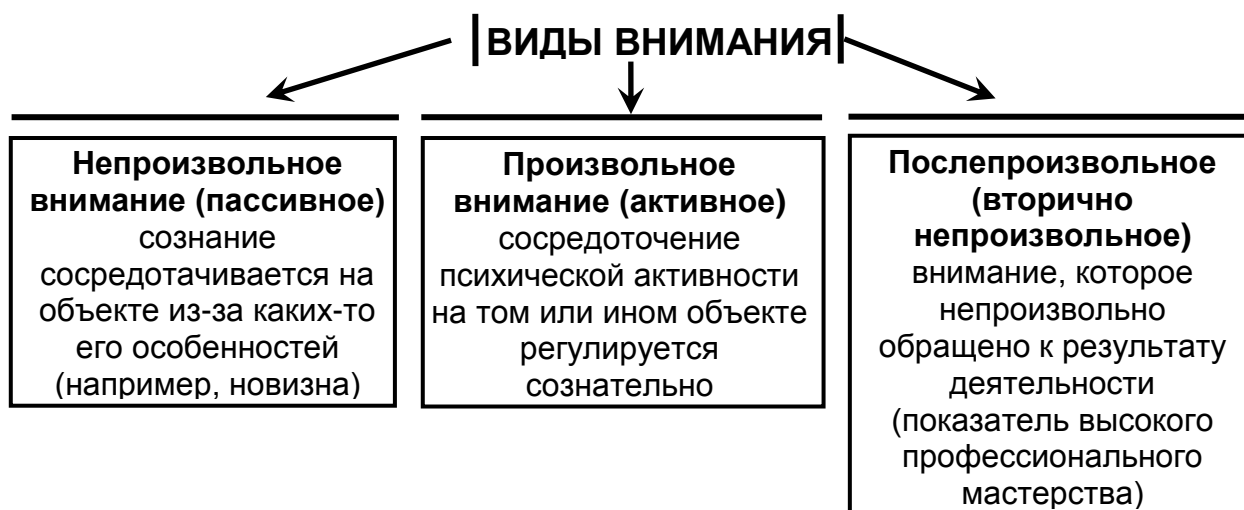 ВИДЫ ВНИМАНИЯ
Непроизвольное
внимание (пассивное)
сознание
сосредотачивается на
объекте из-за каких-то
его особенностей
(например, новизна)
Произвольное
внимание (активное)
сосредоточение
психической активности
на том или ином объекте
регулируется
сознательно
Послепроизвольное
(вторично
непроизвольное)
внимание, которое
непроизвольно
обращено к результату
деятельности
(показатель высокого
профессионального
мастерства)